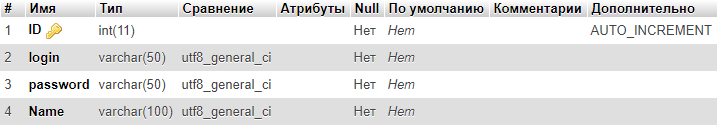 # Имя Тип Сравнение Атрибуты Null По умолчанию Комментарии Дополнительно
1 ID int(11) Нет Нет AUTO_INCREMENT
2 login varchar(50) utf8_general_ci Нет Нет
3 password varchar(50) utf8_general_ci Нет Нет
4 Name varchar(100) utf8_general_ci Нет Нет